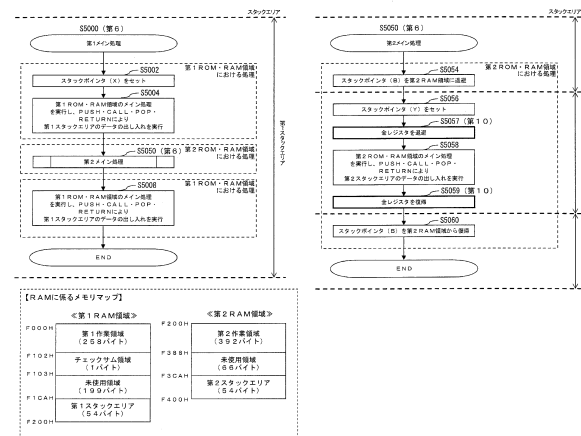 スタックエリア
S5000（第6）
第1メイン処理
第1ROM・RAM領域
における処理
S5002
スタックポインタ（X）をセット
S5004
第1ROM・RAM領域のメイン処理
を実行し、PUSH・CALL・POP・
RETURNにより
第1スタックエリアのデータの出し入れを実行
第1スタックエリア
第2ROM・RAM領域
における処理
S5050（第6）
第2メイン処理
第1ROM・RAM領域
における処理
S5008
第1ROM・RAM領域のメイン処理
を実行し、PUSH・CALL・POP・
RETURNにより
第1スタックエリアのデータの出し入れを実行
END
スタックエリア
S5050（第6）
第2メイン処理
第2ROM・RAM領域
における処理
S5054
スタックポインタ（B）を第2RAM領域に退避
S5056
スタックポインタ（Y）をセット
S5057（第10）
全レジスタを退避
S5058
第2ROM・RAM領域のメイン処理
を実行し、PUSH・CALL・POP・
RETURNにより
第2スタックエリアのデータの出し入れを実行
S5059（第10）
全レジスタを復帰
S5060
スタックポインタ（B）を第2RAM領域から復帰
END
【RAMに係るメモリマップ】
≪第1RAM領域≫
F000H
第1作業領域
（258バイト）
F102H
チェックサム領域
（1バイト）
F103H
未使用領域
（199バイト）
F1CAH
第1スタックエリア
（54バイト）
F200H
≪第2RAM領域≫
F200H
第2作業領域
（392バイト）
F388H
未使用領域
（66バイト）
F3CAH
第2スタックエリア
（54バイト）
F400H